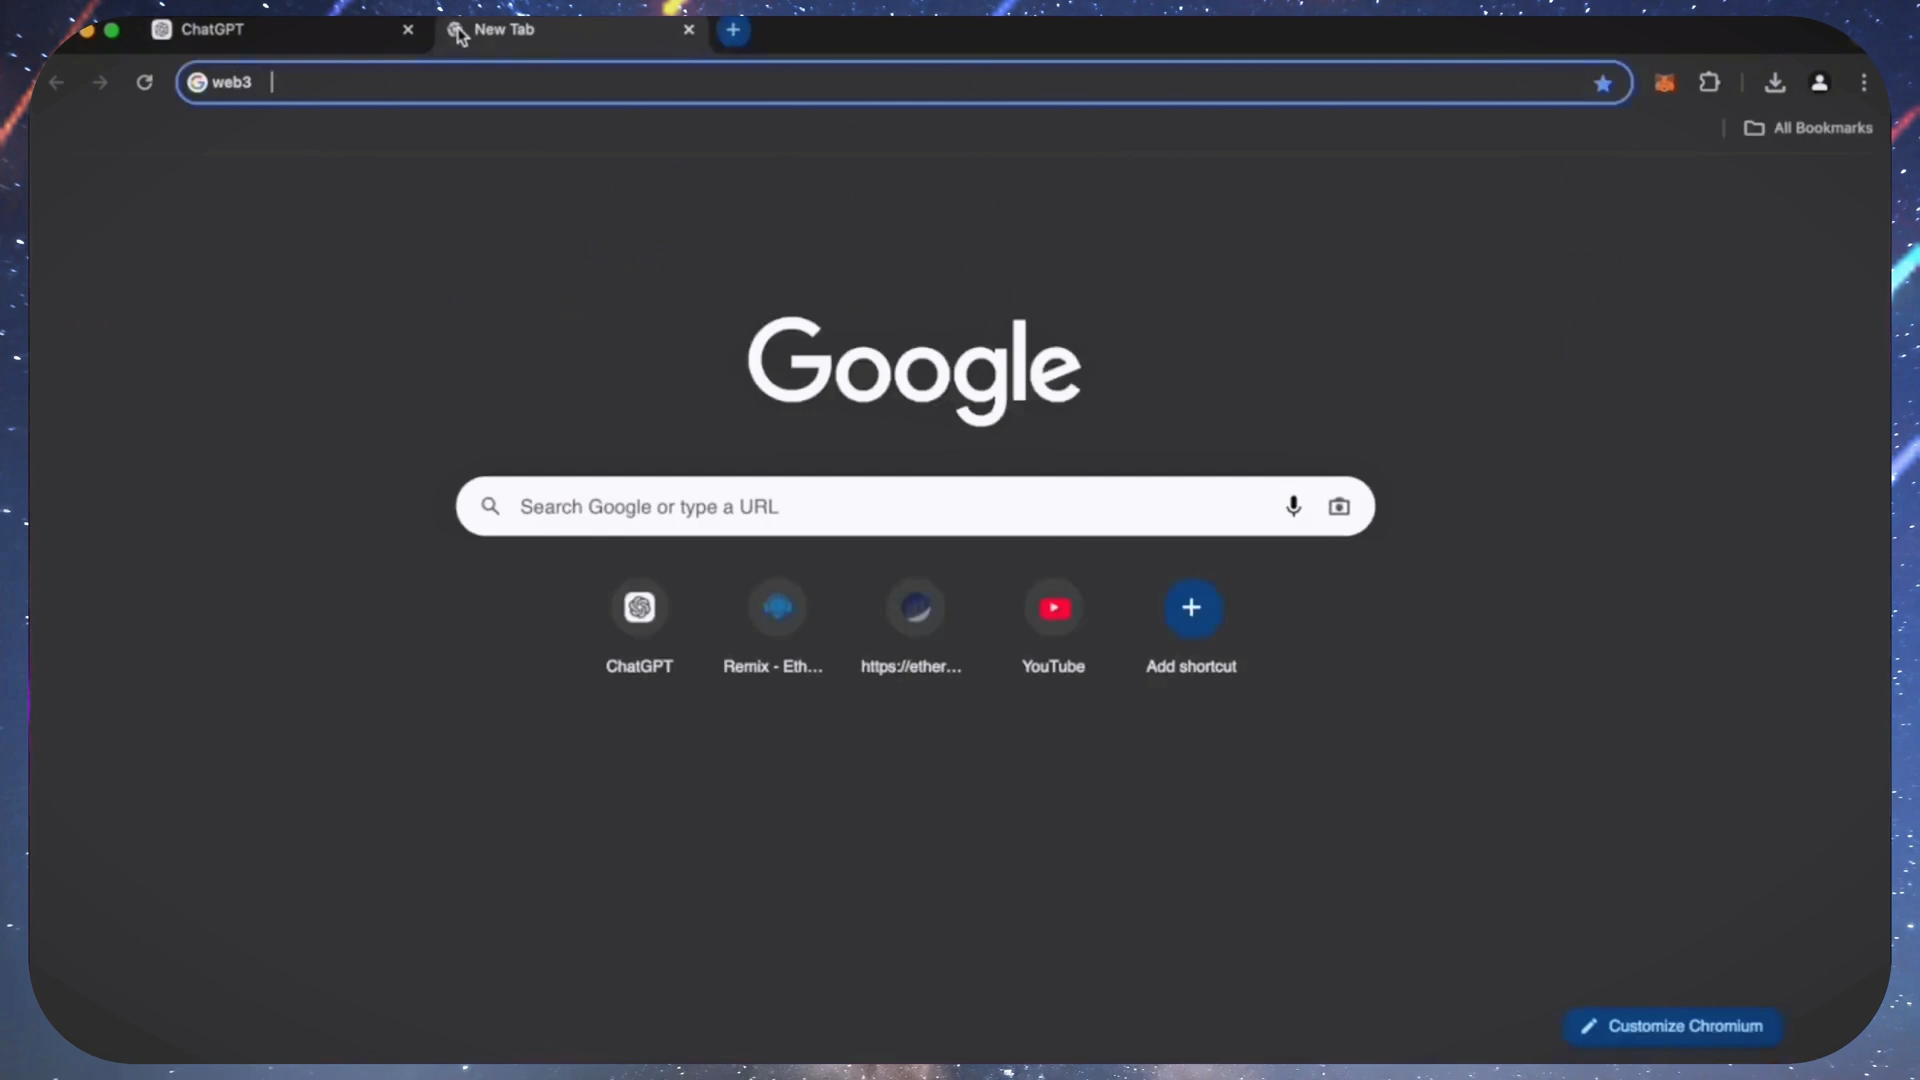 ChatGPT
New Tab
web3
All Bookmarks
Google
Search Google or type a URL
ChatGPT
Remix - Eth...
https://ether...
YouTube
Add shortcut
Customize Chromium